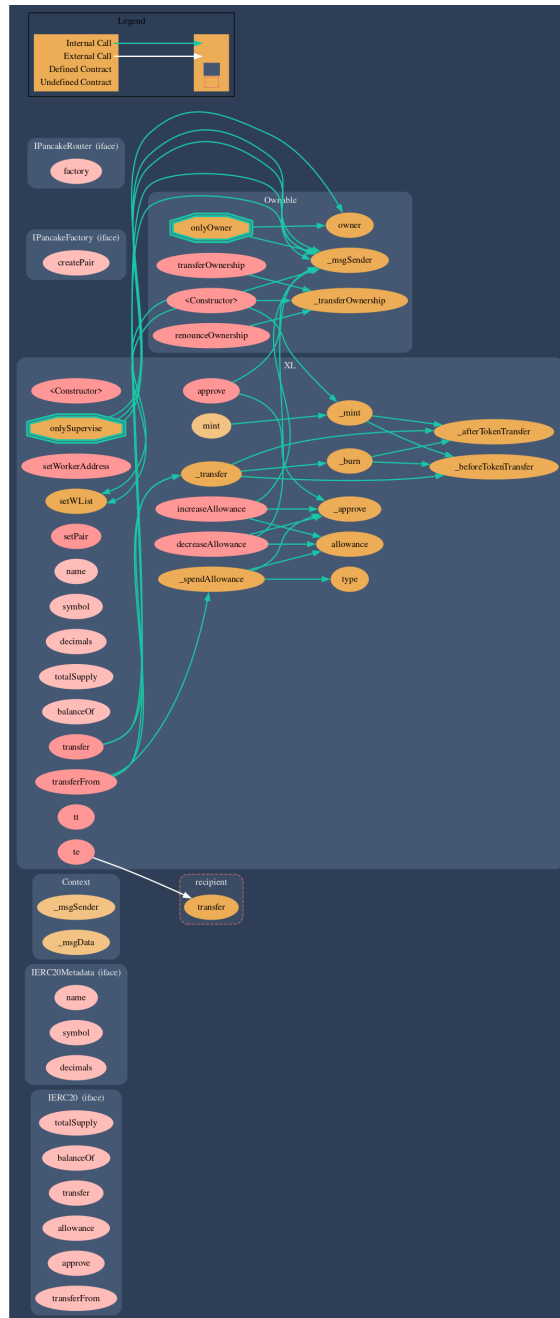 Legend
Internal Call
External Call
Defined Contract
Undefined Contract
IPancakeRouter (iface)
factory
IPancakeFactory (iface)
createPair
Ownable
onlyOwner
owner
_msgSender
transferOwnership
<Constructor>
_transferOwnership
renounceOwnership
XL
<Constructor>
approve
_mint
onlySupervise
mint
_afterTokenTransfer
setWorkerAddress
_transfer
_burn
_beforeTokenTransfer
setWList
increaseAllowance
_approve
setPair
decreaseAllowance
allowance
name
_spendAllowance
type
symbol
decimals
totalSupply
balanceOf
transfer
transferFrom
tt
te
Context
recipient
_msgSender
transfer
_msgData
IERC20Metadata (iface)
name
symbol
decimals
IERC20 (iface)
totalSupply
balanceOf
transfer
allowance
approve
transferFrom